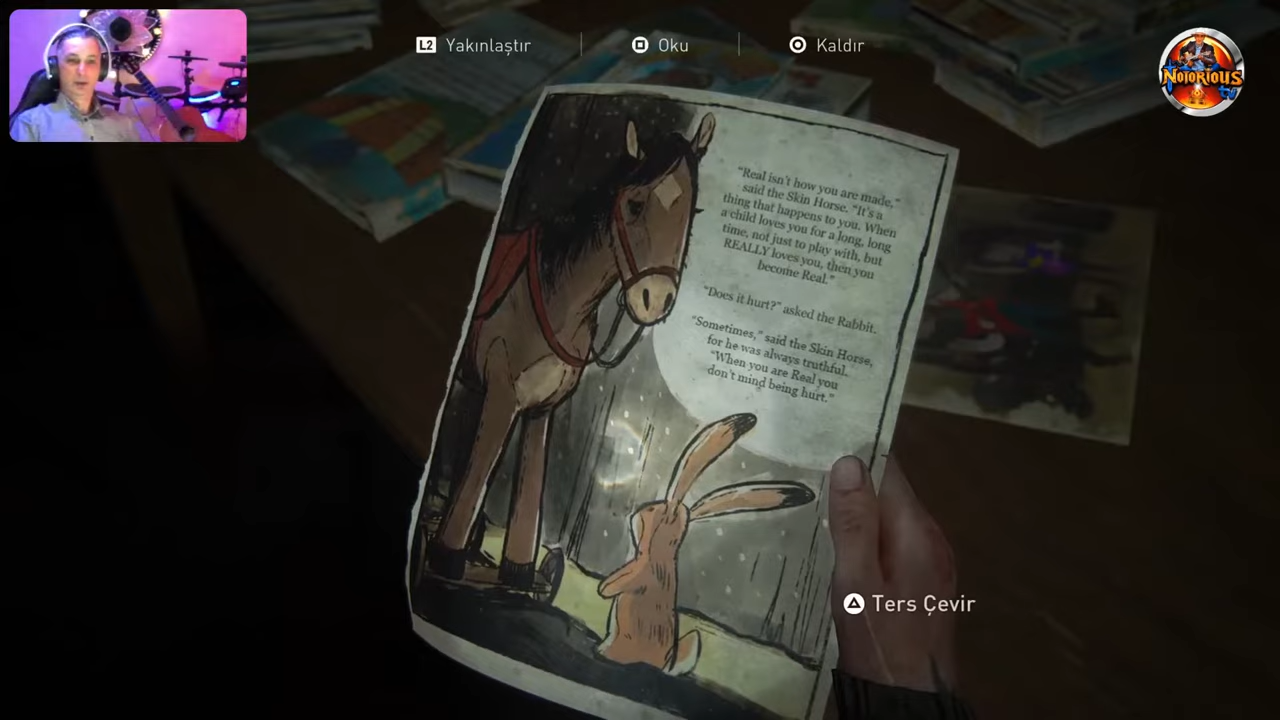 L2 Yakınlaştır
Oku
Kaldır
NOTORIOUS
"Real isn't how you are made,"
said the Skin Horse. "It's a
thing that happens to you. When
a child loves you for a long, long
time, not just to play with, but
REALLY loves you, then you
become Real."
"Does it hurt?" asked the Rabbit.
"Sometimes," said the Skin Horse,
for he was always truthful.
"When you are Real you
don't mind being hurt."
Ters Çevir